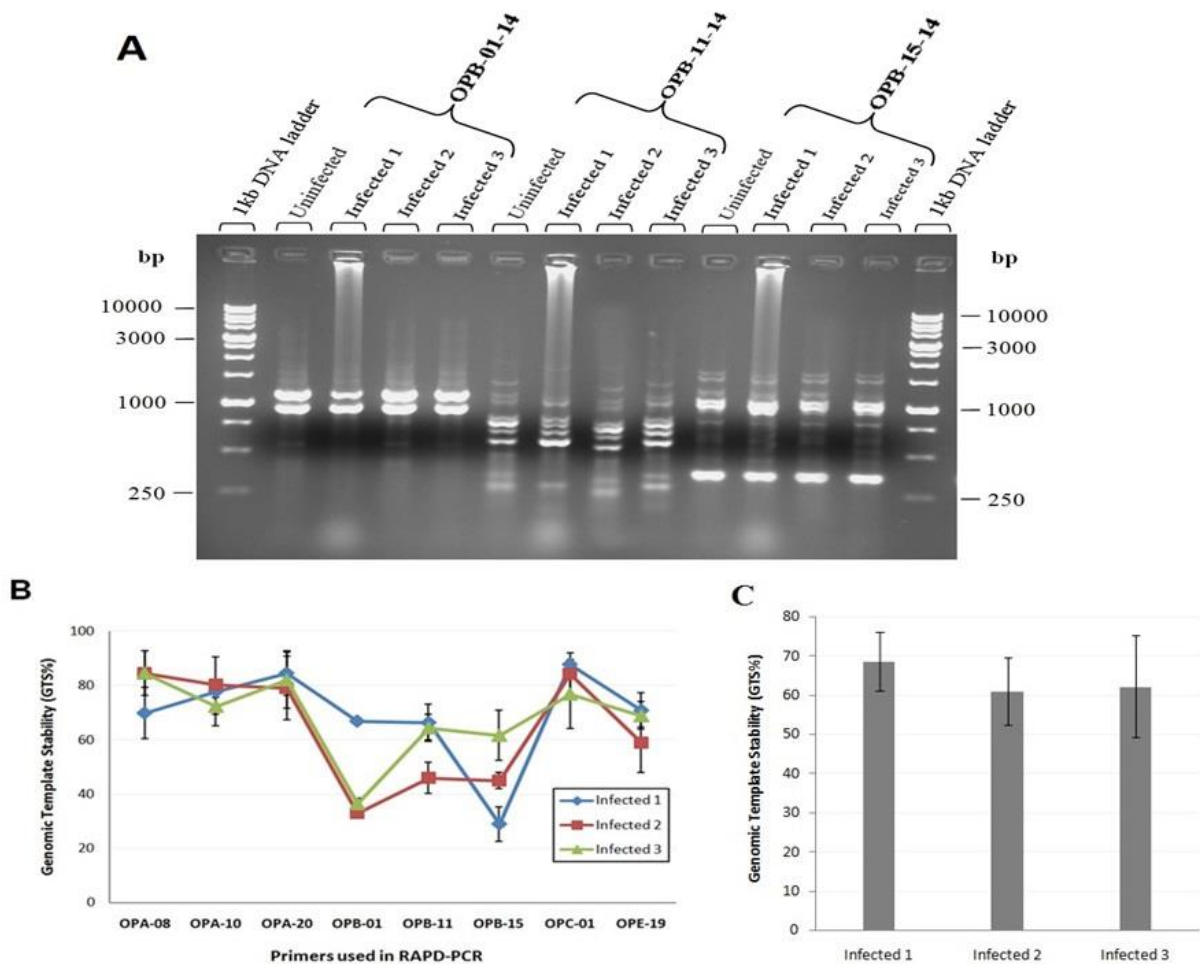 A
OPB-01-14
OPB-11-14
OPB-15-14
1kb DNA ladder
Uninfected
Infected 1
Infected 2
Infected 3
Uninfected
Infected 1
Infected 2
Infected 3
Uninfected
Infected 1
Infected 2
Infected 3
1kb DNA ladder
bp
bp
10000
3000
1000
250
10000
3000
1000
250
B
Genomic Template Stability (GTS%)
100
80
60
40
20
0
Infected 1
Infected 2
Infected 3
OPA-08 OPA-10 OPA-20 OPB-01 OPB-11 OPB-15 OPC-01 OPE-19
Primers used in RAPD-PCR
C
Genomic Template Stability (GTS%)
80
70
60
50
40
30
20
10
0
Infected 1 Infected 2 Infected 3